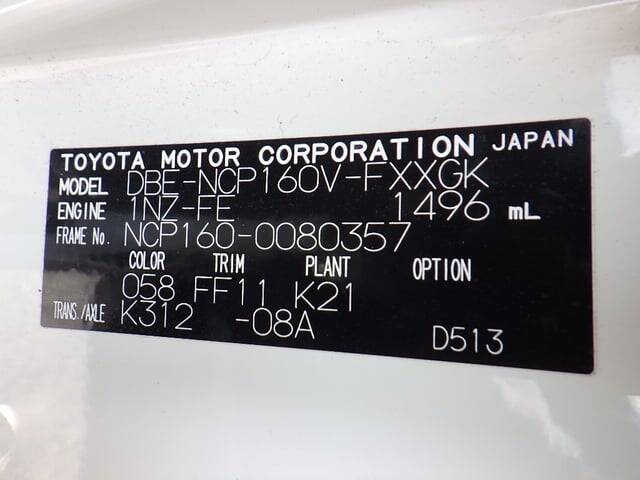 TOYOTA MOTOR CORPORATION JAPAN
MODEL DBE-NCP160V-FXXGK
ENGINE 1NZ-FE 1496 mL
FRAME No. NCP160-0080357
COLOR TRIM PLANT OPTION
058 FF11 K21
TRANS./AXLE K312 -08A
D513